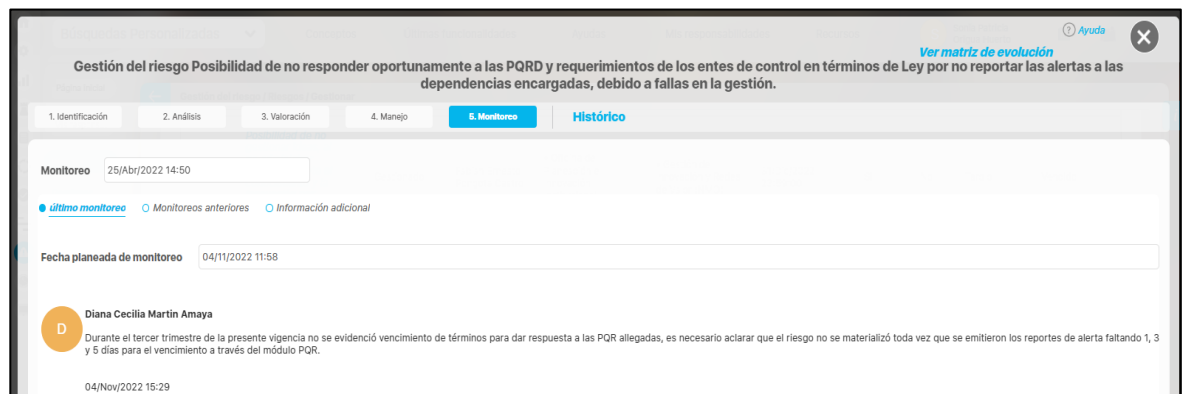 Ayuda
Ver matriz de evolución
Gestión del riesgo Posibilidad de no responder oportunamente a las PQRD y requerimientos de los entes de control en términos de Ley por no reportar las alertas a las
dependencias encargadas, debido a fallas en la gestión.
1. Identificación 2. Análisis 3. Valoración 4. Manejo 5. Monitoreo Histórico
Monitoreo 25/Abr/2022 14:50
último monitoreo Monitoreos anteriores Información adicional
Fecha planeada de monitoreo 04/11/2022 11:58
Diana Cecilia Martin Amaya
D
Durante el tercer trimestre de la presente vigencia no se evidenció vencimiento de términos para dar respuesta a las PQR allegadas, es necesario aclarar que el riesgo no se materializó toda vez que se emitieron los reportes de alerta faltando 1, 3
y 5 días para el vencimiento a través del módulo PQR.
04/Nov/2022 15:29